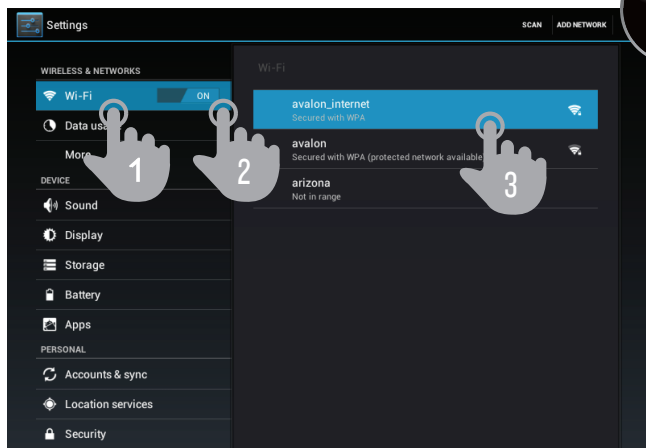 Settings
SCAN ADD NETWORK
WIRELESS & NETWORKS
Wi-Fi ON
Data
More
1
2
DEVICE
Sound
Display
Storage
Battery
Apps
PERSONAL
Accounts & sync
Location services
Security
Wi-Fi
avalon_internet
Secured with WPA
avalon
Secured with WPA (protected network available)
arizona
Not in range
3